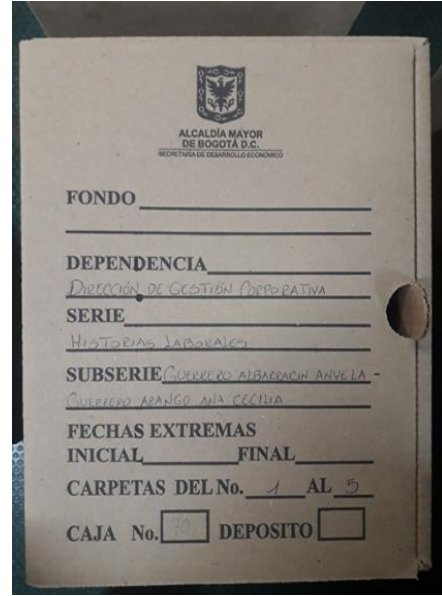 ALCALDÍA MAYOR
DE BOGOTÁ D.C.
SECRETARÍA DE DESARROLLO ECONÓMICO
FONDO
DEPENDENCIA
DIRECCIÓN DE GESTIÓN CORPORATIVA
SERIE
HISTORIAS LABORALES
SUBSERIE GUERRERO ALBARRACIN ANYELA -
GUERRERO ARANGO ANA CECILIA
FECHAS EXTREMAS
INICIAL FINAL
CARPETAS DEL No. 1 AL 5
CAJA No. 70 DEPOSITO